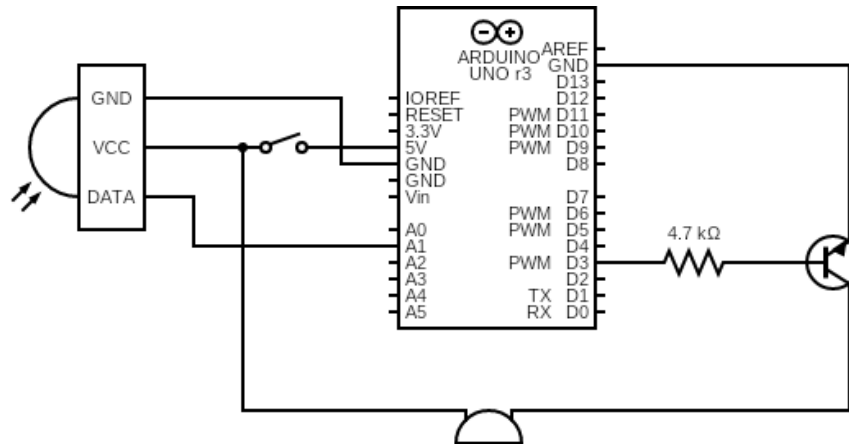 ARDUINO
UNO r3
GND
VCC
DATA
IOREF
RESET
3.3V
5V
GND
GND
Vin
A0
A1
A2
A3
A4
A5
AREF
GND
D13
D12
PWM D11
PWM D10
PWM D9
D8
D7
PWM D6
PWM D5
D4
PWM D3
D2
TX D1
RX D0
4.7 kΩ